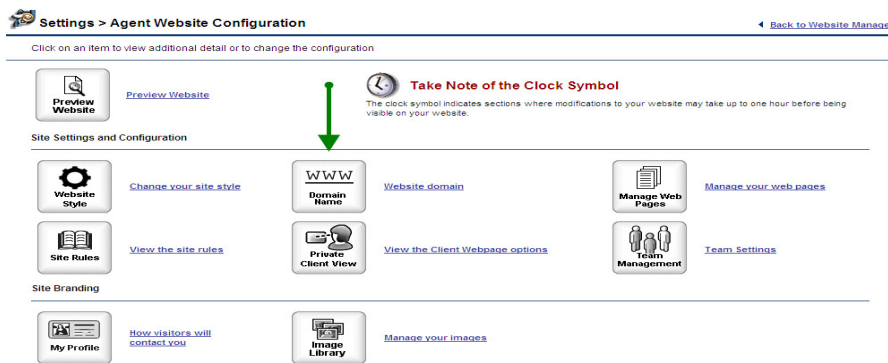 Settings > Agent Website Configuration
Back to Website Manage
Click on an item to view additional detail or to change the configuration
Preview
Website
Preview Website
Take Note of the Clock Symbol
The clock symbol indicates sections where modifications to your website may take up to one hour before being
visible on your website.
Site Settings and Configuration
Website
Style
Change your site style
WWW
Domain
Name
Website domain
Manage Web
Pages
Manage your web pages
Site Rules
View the site rules
Private
Client View
View the Client Webpage options
Team
Management
Team Settings
Site Branding
My Profile
How visitors will
contact you
Image
Library
Manage your images